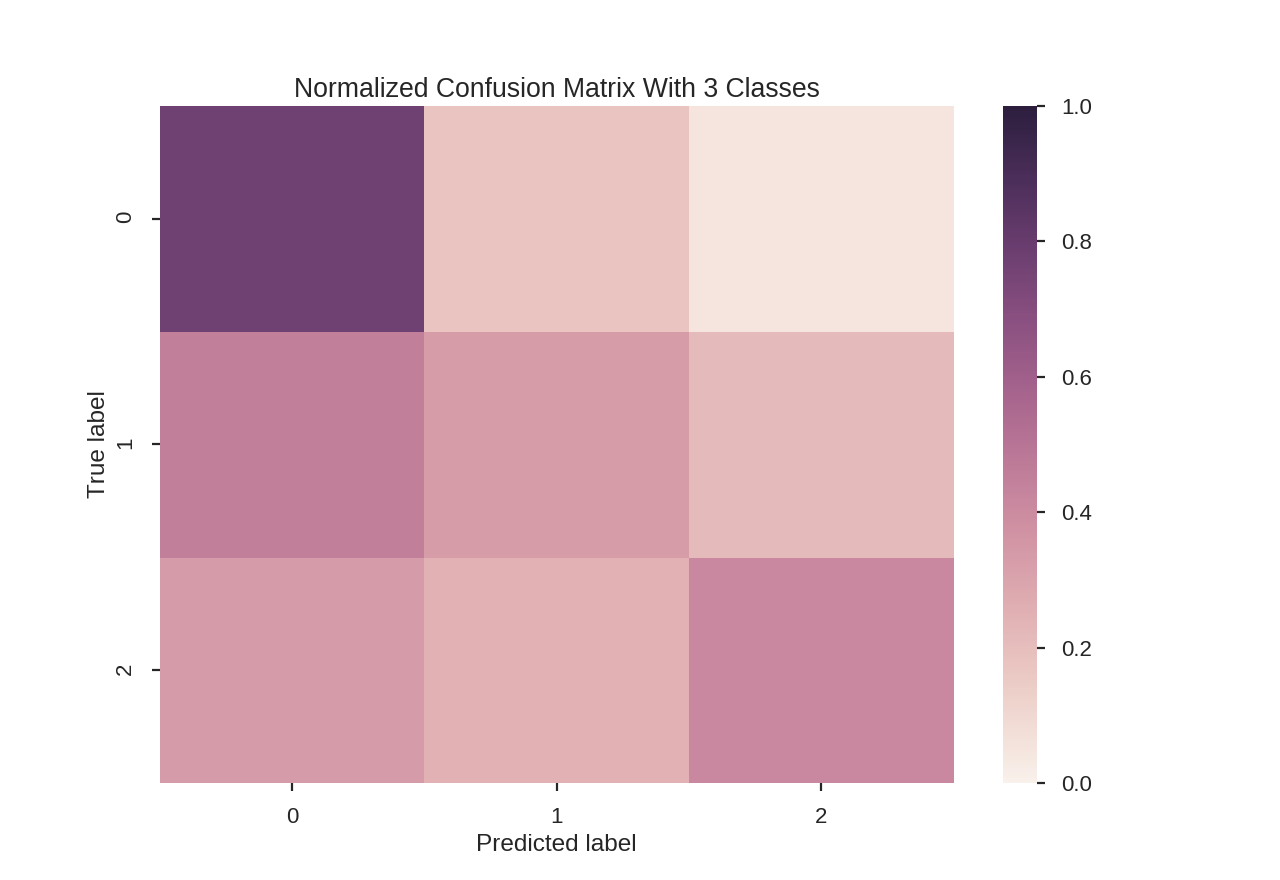 Normalized Confusion Matrix With 3 Classes
1.0
0.8
0.6
0.4
0.2
0.0
True label
0
1
2
0 1 2
Predicted label